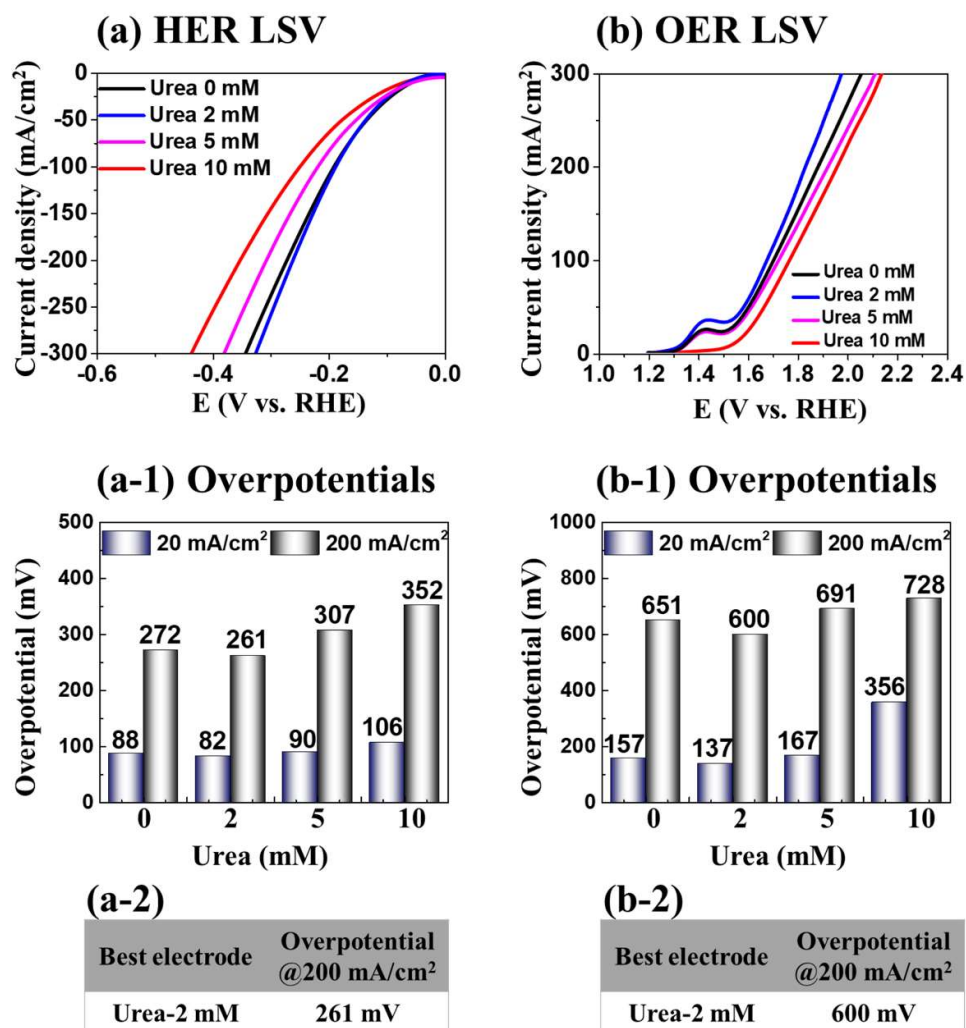 (a) HER LSV
0
-50
-100
-150
-200
-250
-300
Current density (mA/cm²)
Urea 0 mM
Urea 2 mM
Urea 5 mM
Urea 10 mM
-0.6 -0.4 -0.2 0.0
E (V vs. RHE)
(b) OER LSV
300
200
100
0
Current density (mA/cm²)
Urea 0 mM
Urea 2 mM
Urea 5 mM
Urea 10 mM
1.0 1.2 1.4 1.6 1.8 2.0 2.2 2.4
E (V vs. RHE)
(a-1) Overpotentials
500
400
300
200
100
0
Overpotential (mV)
20 mA/cm² 200 mA/cm²
88 272 82 261 90 307 106 352
0 2 5 10
Urea (mM)
(b-1) Overpotentials
1000
800
600
400
200
0
Overpotential (mV)
20 mA/cm² 200 mA/cm²
157 651 137 600 167 691 356 728
0 2 5 10
Urea (mM)
(a-2)
Best electrode Overpotential
@200 mA/cm²
Urea-2 mM 261 mV
(b-2)
Best electrode Overpotential
@200 mA/cm²
Urea-2 mM 600 mV